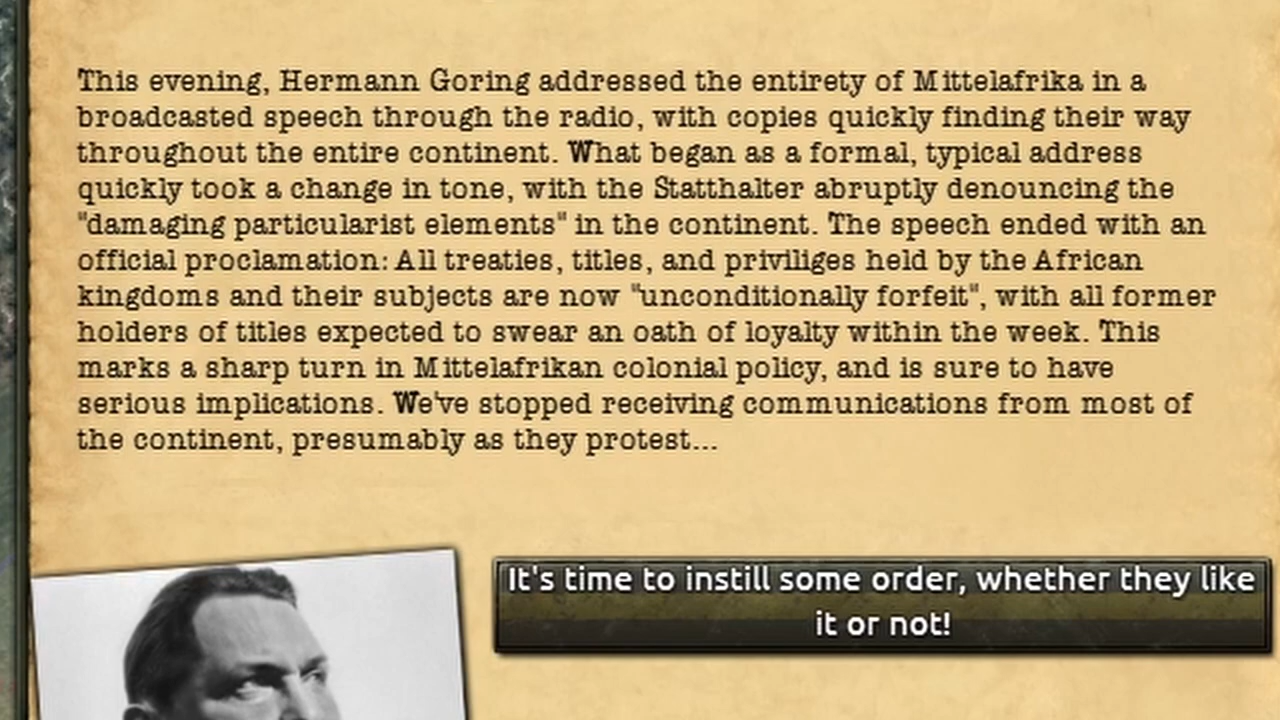 This evening, Hermann Goring addressed the entirety of Mittelafrika in a
broadcasted speech through the radio, with copies quickly finding their way
throughout the entire continent. What began as a formal, typical address
quickly took a change in tone, with the Statthalter abruptly denouncing the
"damaging particularist elements" in the continent. The speech ended with an
official proclamation: All treaties, titles, and priviliges held by the African
kingdoms and their subjects are now "unconditionally forfeit", with all former
holders of titles expected to swear an oath of loyalty within the week. This
marks a sharp turn in Mittelafrikan colonial policy, and is sure to have
serious implications. We've stopped receiving communications from most of
the continent, presumably as they protest...
It's time to instill some order, whether they like
it or not!